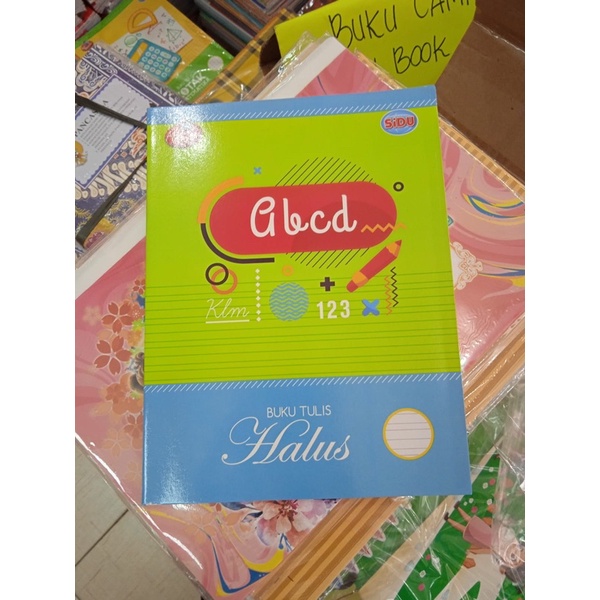 BUKU CAM
BOOK
SiDU
abcd
Klm
123
BUKU TULIS
Halus